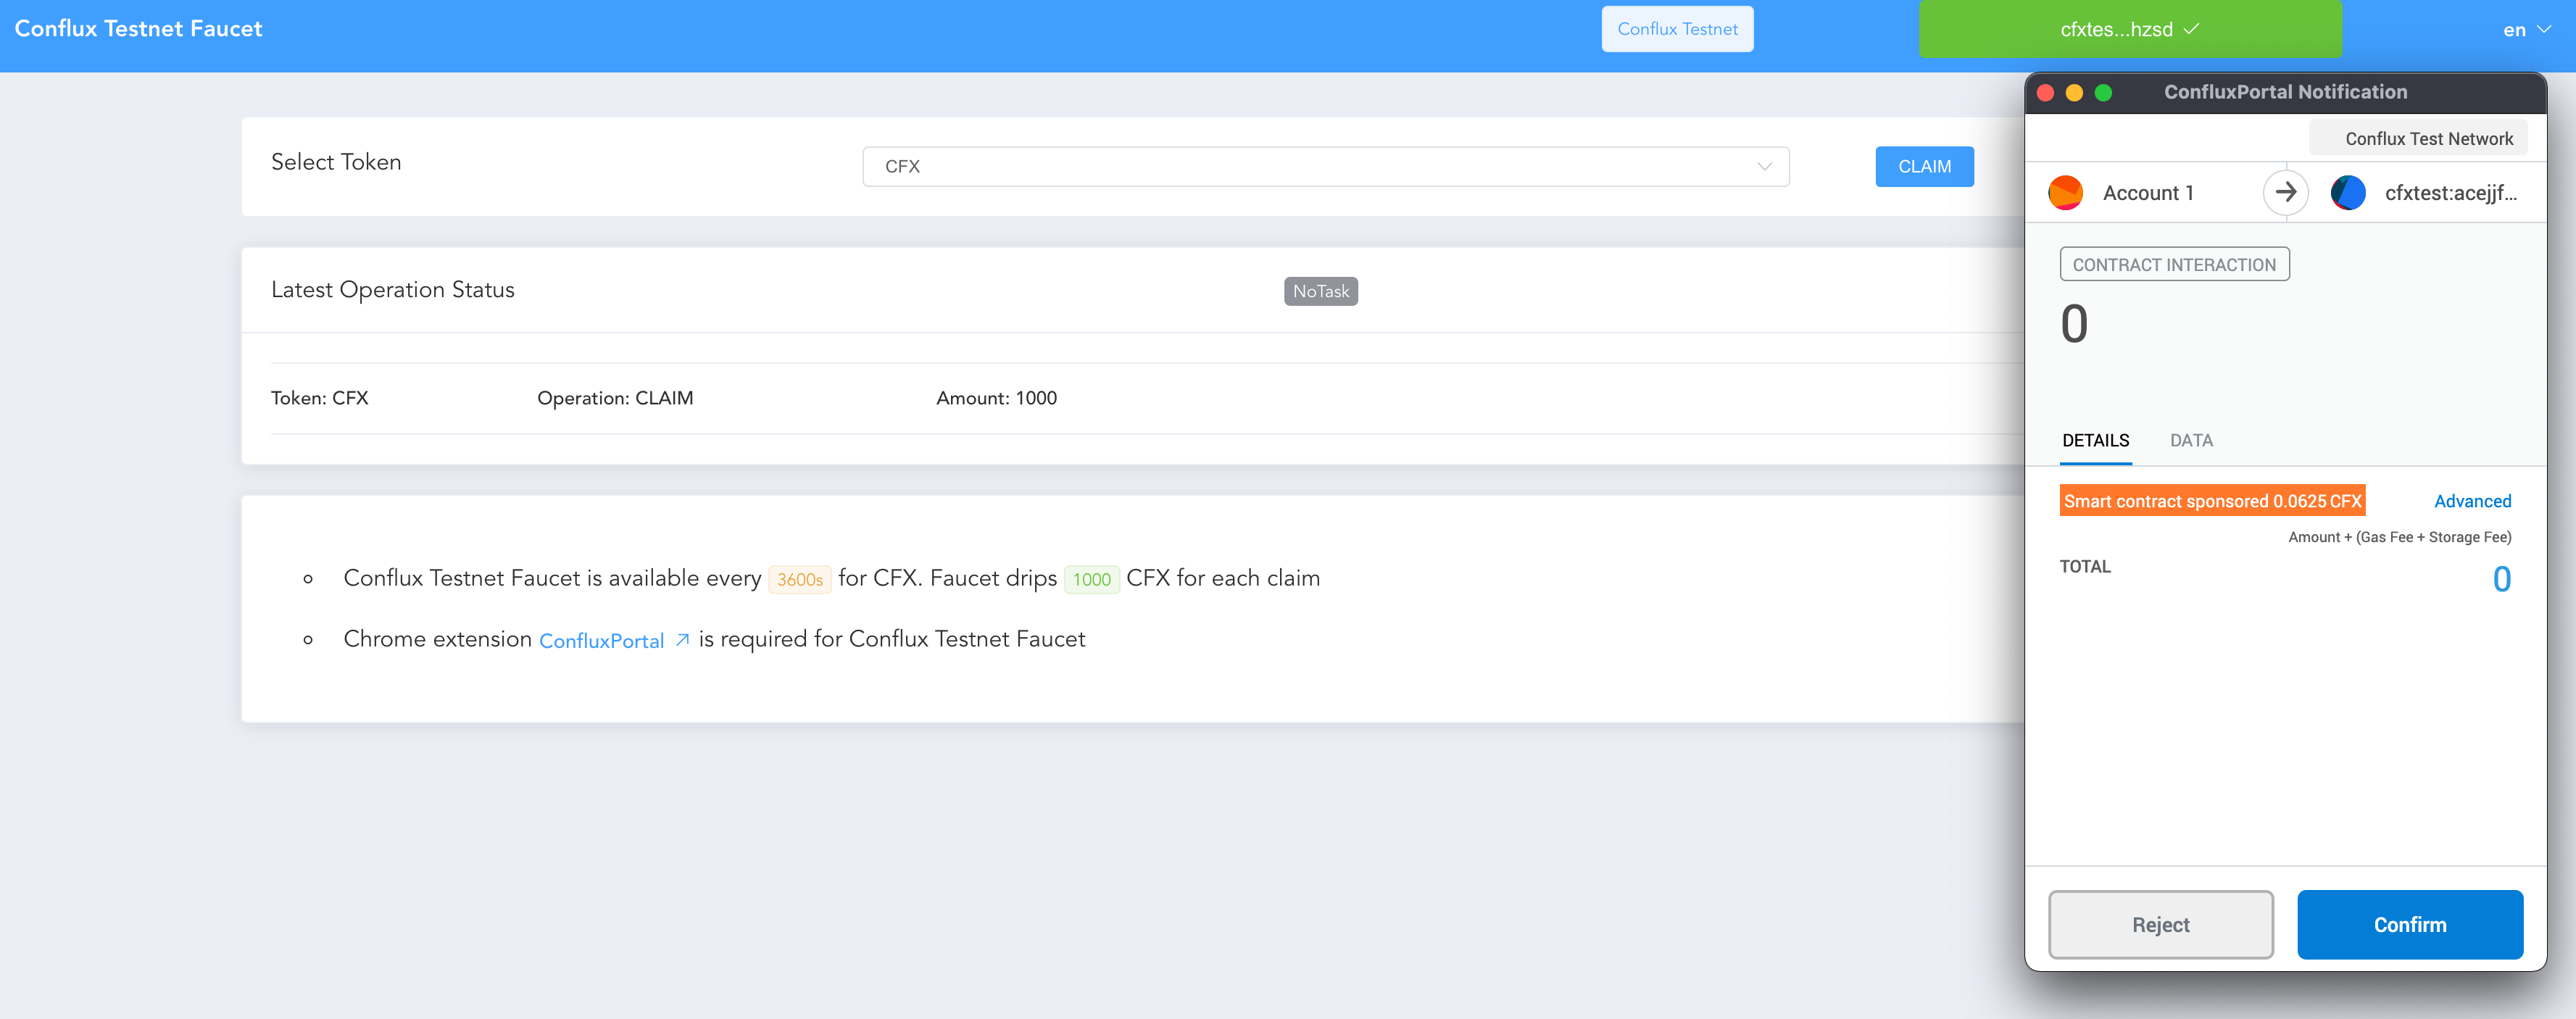 Conflux Testnet Faucet
Conflux Testnet
cfxtes...hzsd
en
Select Token
CFX
CLAIM
Latest Operation Status
NoTask
Token: CFX
Operation: CLAIM
Amount: 1000
Conflux Testnet Faucet is available every 3600s for CFX. Faucet drips 1000 CFX for each claim
Chrome extension ConfluxPortal is required for Conflux Testnet Faucet
ConfluxPortal Notification
Conflux Test Network
Account 1
cfxtest:acejjf...
CONTRACT INTERACTION
0
DETAILS
DATA
Smart contract sponsored 0.0625 CFX
Advanced
Amount + (Gas Fee + Storage Fee)
TOTAL
0
Reject
Confirm